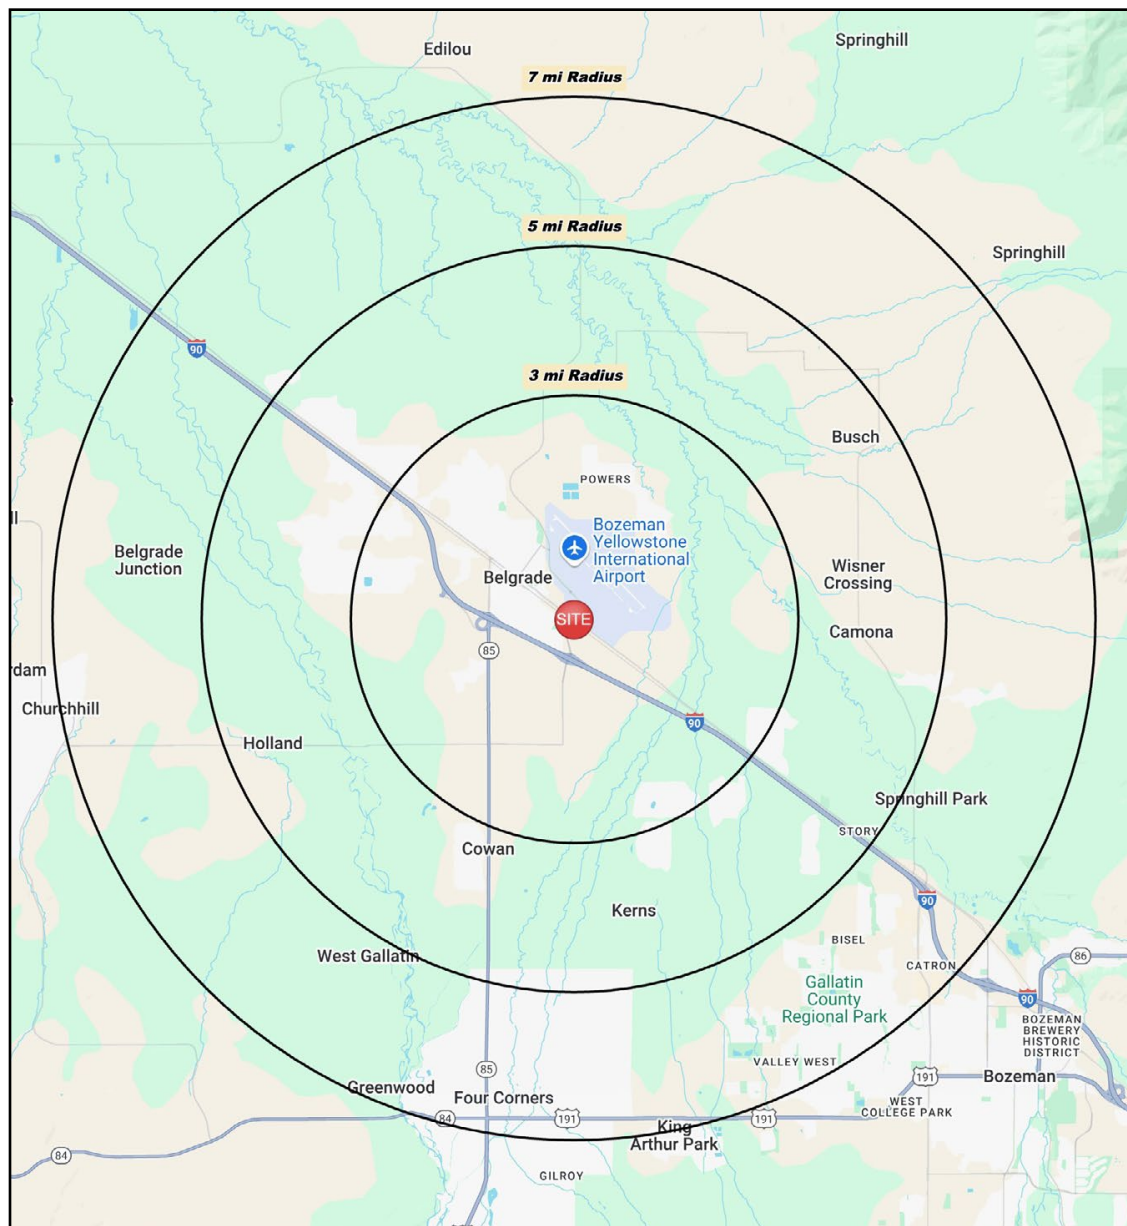 Edilou
Springhill
7 mi Radius
5 mi Radius
Springhill
90
3 mi Radius
Busch
POWERS
Bozeman
Yellowstone
International
Airport
Belgrade
Junction
Belgrade
Wisner
Crossing
SITE
Camona
85
rdam
Churchhill
90
Holland
Springhill Park
STORY
Cowan
90
Kerns
BISEL
West Gallatin
CATRON
86
Gallatin
County
Regional Park
90
BOZEMAN
BREWERY
HISTORIC
DISTRICT
VALLEY WEST
85
191
Bozeman
Greenwood
Four Corners
WEST
COLLEGE PARK
84
191
191
King
Arthur Park
84
GILROY